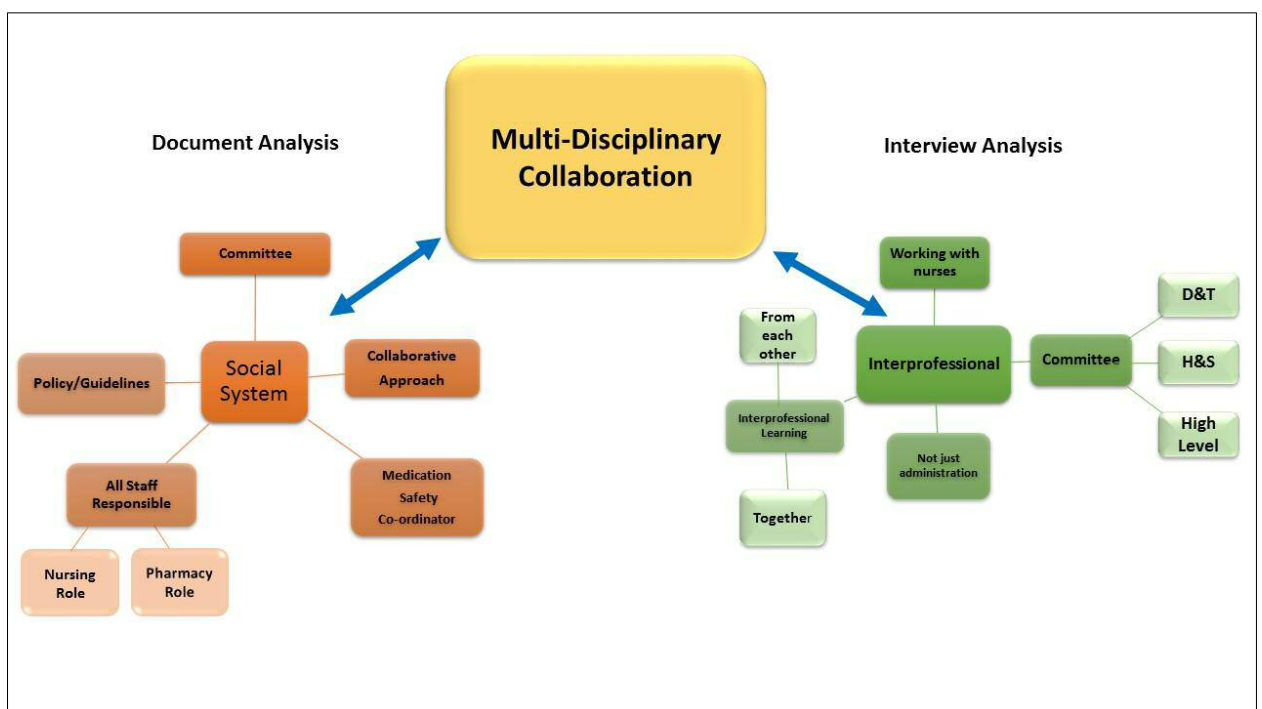 Multi-Disciplinary
Collaboration
Document Analysis
Interview Analysis
Committee
Policy/Guidelines
Social
System
Collaborative
Approach
All Staff
Responsible
Medication
Safety
Co-ordinator
Nursing
Role
Pharmacy
Role
Working with
nurses
From
each
other
Interprofessional
Committee
D&T
H&S
High
Level
Interprofessional
Learning
Not just
administration
Together